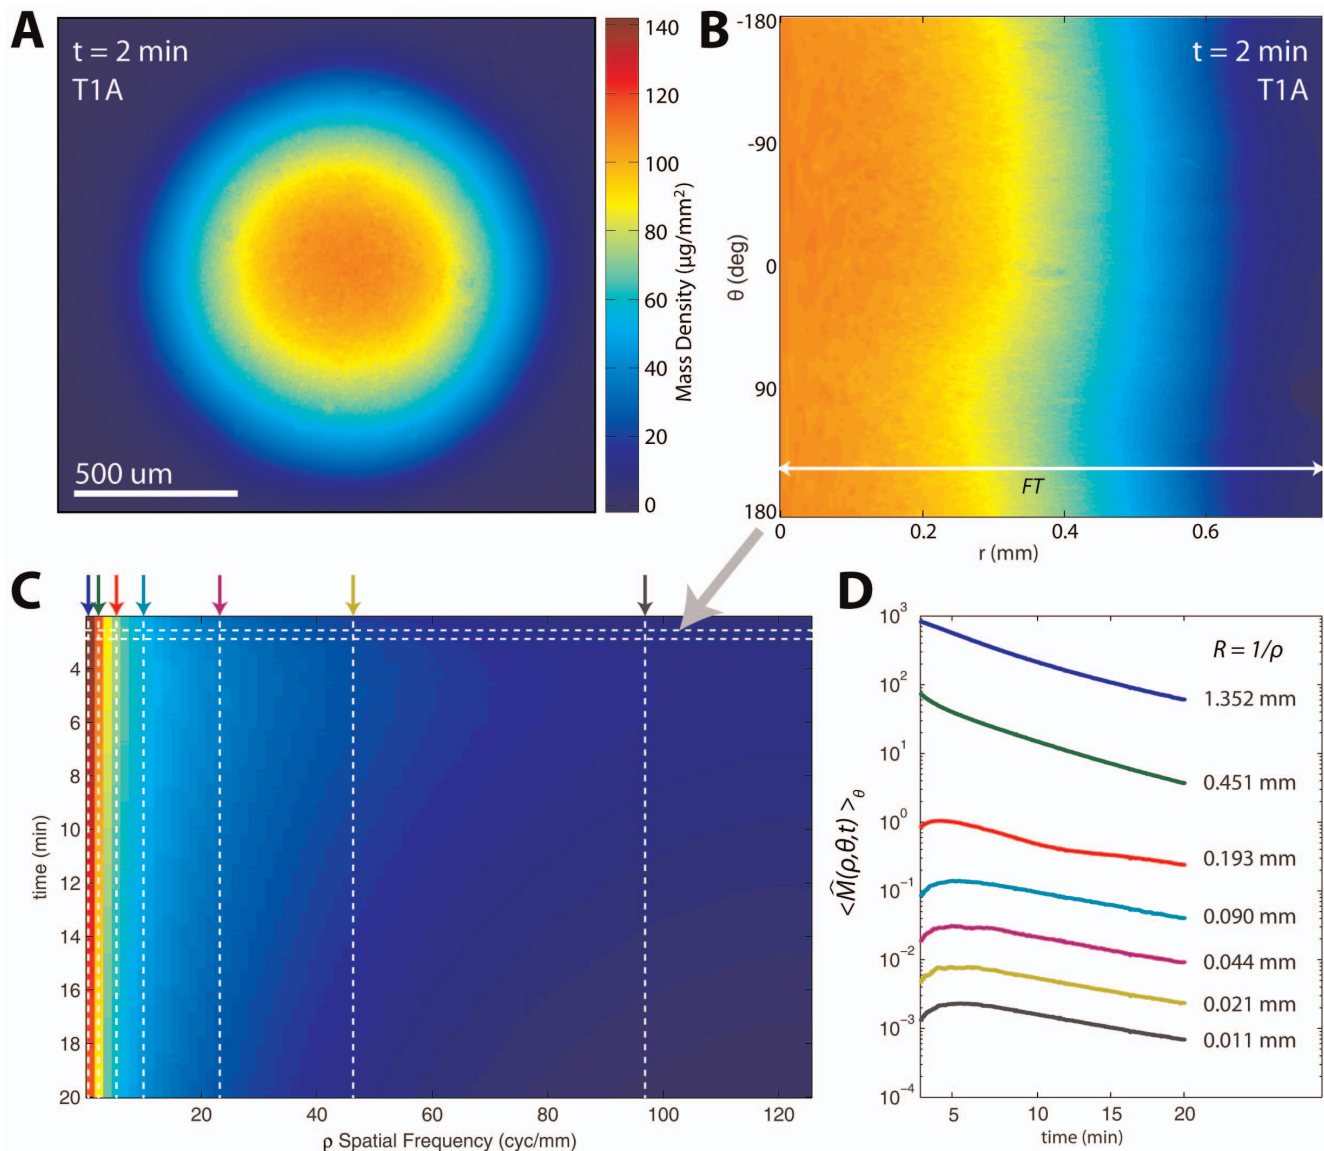 A
t = 2 min
T1A
500 um
140
120
100
80
60
40
20
0
Mass Density (μg/mm²)
B
t = 2 min
T1A
-180
-90
0
90
180
θ (deg)
FT
0
0.2
0.4
0.6
r (mm)
C
4
6
8
10
12
14
16
18
20
time (min)
20
40
60
80
100
120
ρ Spatial Frequency (cyc/mm)
D
10³
10²
10¹
10⁰
10⁻¹
10⁻²
10⁻³
10⁻⁴
<M̂(ρ,θ,t) >θ
R = 1/ρ
1.352 mm
0.451 mm
0.193 mm
0.090 mm
0.044 mm
0.021 mm
0.011 mm
5
10
15
20
time (min)